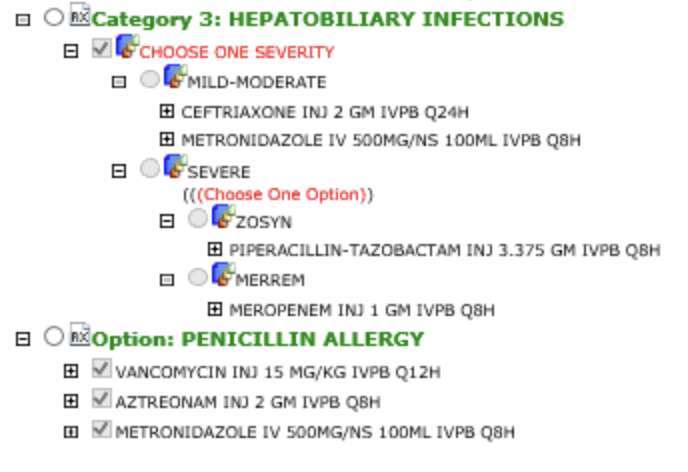 Category 3: HEPATOBILIARY INFECTIONS
CHOOSE ONE SEVERITY
MILD-MODERATE
CEFTRIAXONE INJ 2 GM IVPB Q24H
METRONIDAZOLE IV 500MG/NS 100ML IVPB Q8H
SEVERE
(((Choose One Option))
ZOSYN
PIPERACILLIN-TAZOBACTAM INJ 3.375 GM IVPB Q8H
MERREM
MEROPENEM INJ 1 GM IVPB Q8H
Option: PENICILLIN ALLERGY
VANCOMYCIN INJ 15 MG/KG IVPB Q12H
AZTREONAM INJ 2 GM IVPB Q8H
METRONIDAZOLE IV 500MG/NS 100ML IVPB Q8H